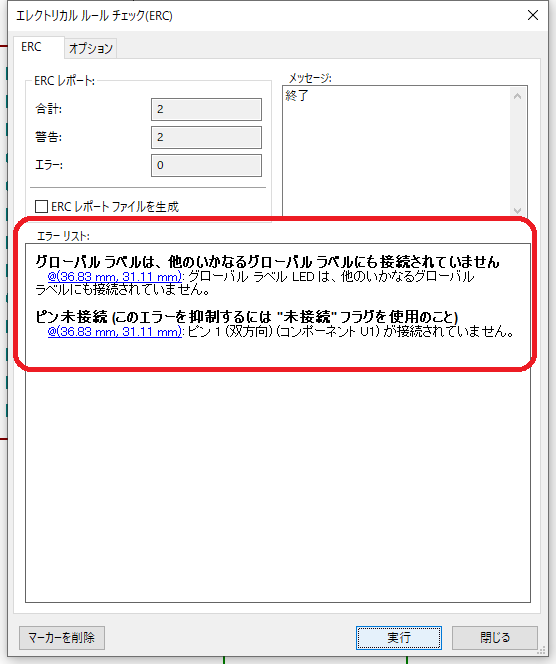 エレクトリカル ルール チェック(ERC)
ERC
オプション
ERC レポート:
合計:
2
警告:
2
エラー:
0
ERC レポート ファイルを生成
メッセージ:
終了
エラー リスト:
グローバル ラベルは、他のいかなるグローバル ラベルにも接続されていません
@(36.83 mm, 31.11 mm): グローバル ラベル LED は、他のいかなるグローバル
ラベルにも接続されていません。
ピン未接続 (このエラーを抑制するには "未接続" フラグを使用のこと)
@(36.83 mm, 31.11 mm): ピン 1 (双方向) (コンポーネント U1) が接続されていません。
マーカーを削除
実行
閉じる